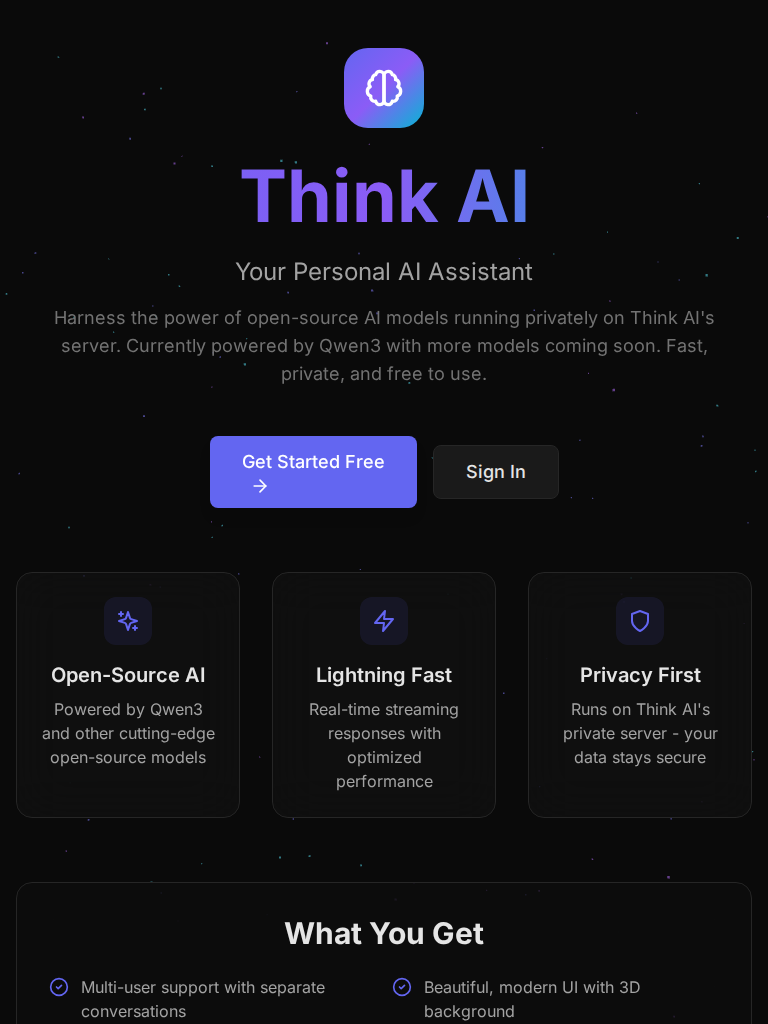 Think AI
Your Personal AI Assistant
Harness the power of open-source AI models running privately on Think AI's
server. Currently powered by Qwen3 with more models coming soon. Fast,
private, and free to use.
Get Started Free
Sign In
Open-Source AI
Powered by Qwen3
and other cutting-edge
open-source models
Lightning Fast
Real-time streaming
responses with
optimized
performance
Privacy First
Runs on Think AI's
private server - your
data stays secure
What You Get
Multi-user support with separate
conversations
Beautiful, modern UI with 3D
background